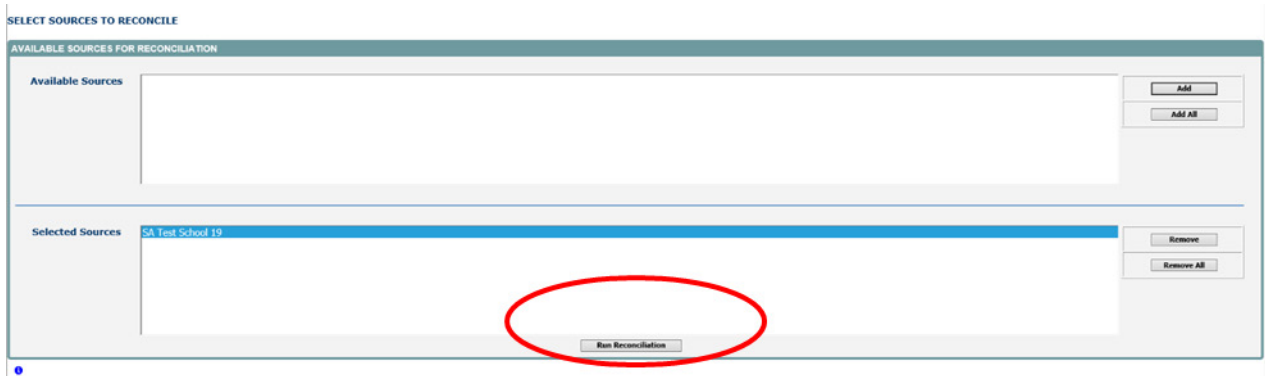 SELECT SOURCES TO RECONCILE
AVAILABLE SOURCES FOR RECONCILIATION
Available Sources
Add
Add All
Selected Sources
SA Test School 19
Remove
Remove All
Run Reconciliation